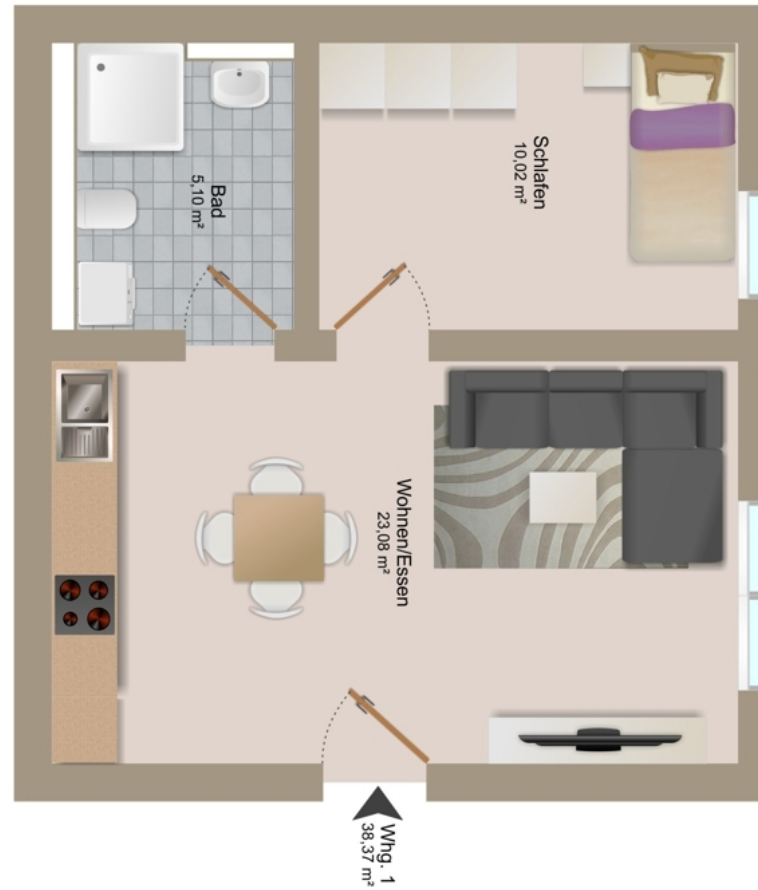 Bad
5,10 m²
Schlafen
10,02 m²
Wohnen/Essen
23,08 m²
Whg. 1
38,37 m²